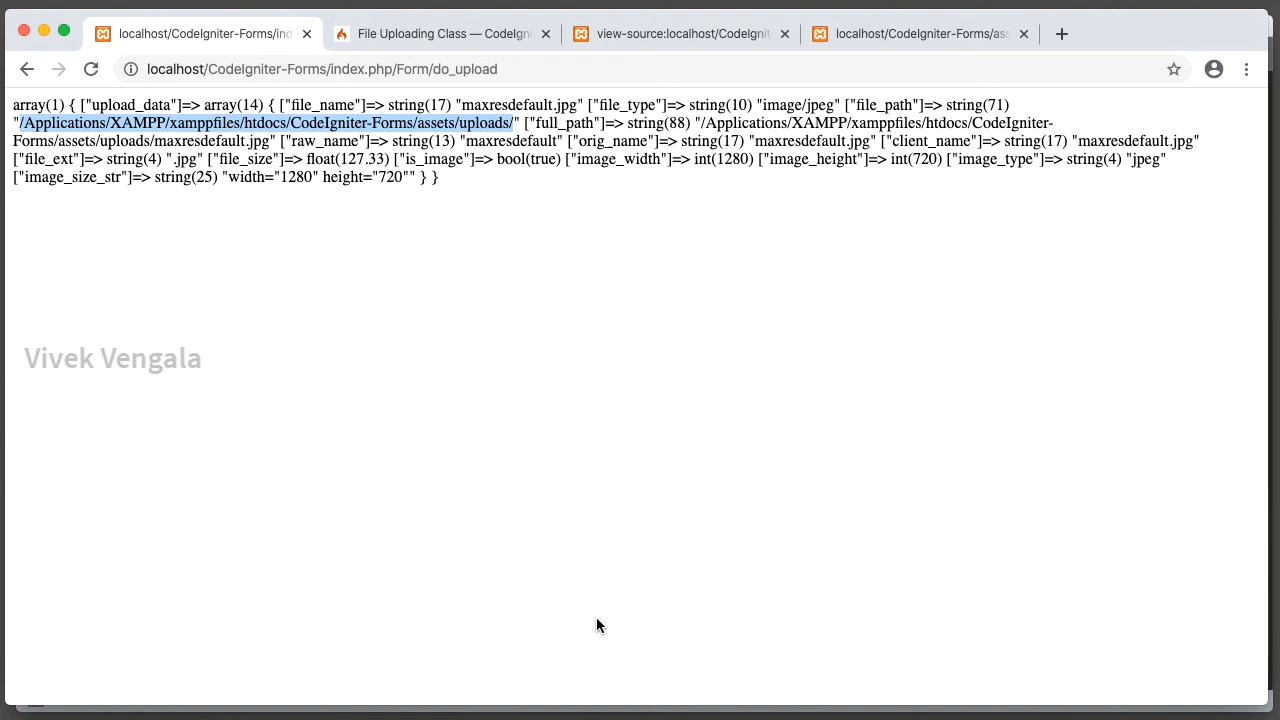 localhost/CodeIgniter-Forms/ind
File Uploading Class — CodeIgni
view-source:localhost/CodeIgnit
localhost/CodeIgniter-Forms/ass
localhost/CodeIgniter-Forms/index.php/Form/do_upload
array(1) { ["upload_data"]=> array(14) { ["file_name"]=> string(17) "maxresdefault.jpg" ["file_type"]=> string(10) "image/jpeg" ["file_path"]=> string(71)
"/Applications/XAMPP/xamppfiles/htdocs/CodeIgniter-Forms/assets/uploads/" ["full_path"]=> string(88) "/Applications/XAMPP/xamppfiles/htdocs/CodeIgniter-
Forms/assets/uploads/maxresdefault.jpg" ["raw_name"]=> string(13) "maxresdefault" ["orig_name"]=> string(17) "maxresdefault.jpg" ["client_name"]=> string(17) "maxresdefault.jpg"
["file_ext"]=> string(4) ".jpg" ["file_size"]=> float(127.33) ["is_image"]=> bool(true) ["image_width"]=> int(1280) ["image_height"]=> int(720) ["image_type"]=> string(4) "jpeg"
["image_size_str"]=> string(25) "width="1280" height="720"" } }
Vivek Vengala